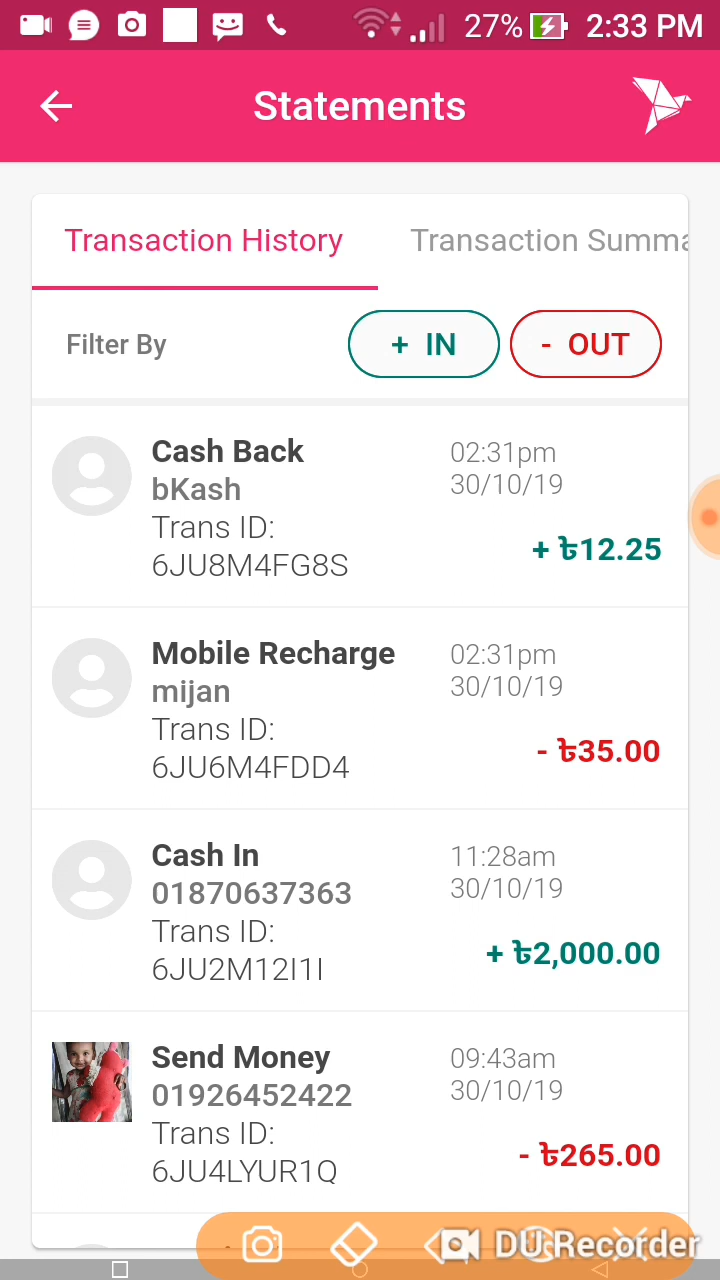 27% 2:33 PM
Statements
Transaction History Transaction Summa
Filter By + IN - OUT
Cash Back 02:31pm
bKash 30/10/19
Trans ID:
6JU8M4FG8S + ৳12.25
Mobile Recharge 02:31pm
mijan 30/10/19
Trans ID:
6JU6M4FDD4 - ৳35.00
Cash In 11:28am
01870637363 30/10/19
Trans ID:
6JU2M12I1I + ৳2,000.00
Send Money 09:43am
01926452422 30/10/19
Trans ID:
6JU4LYUR1Q - ৳265.00
DU Recorder